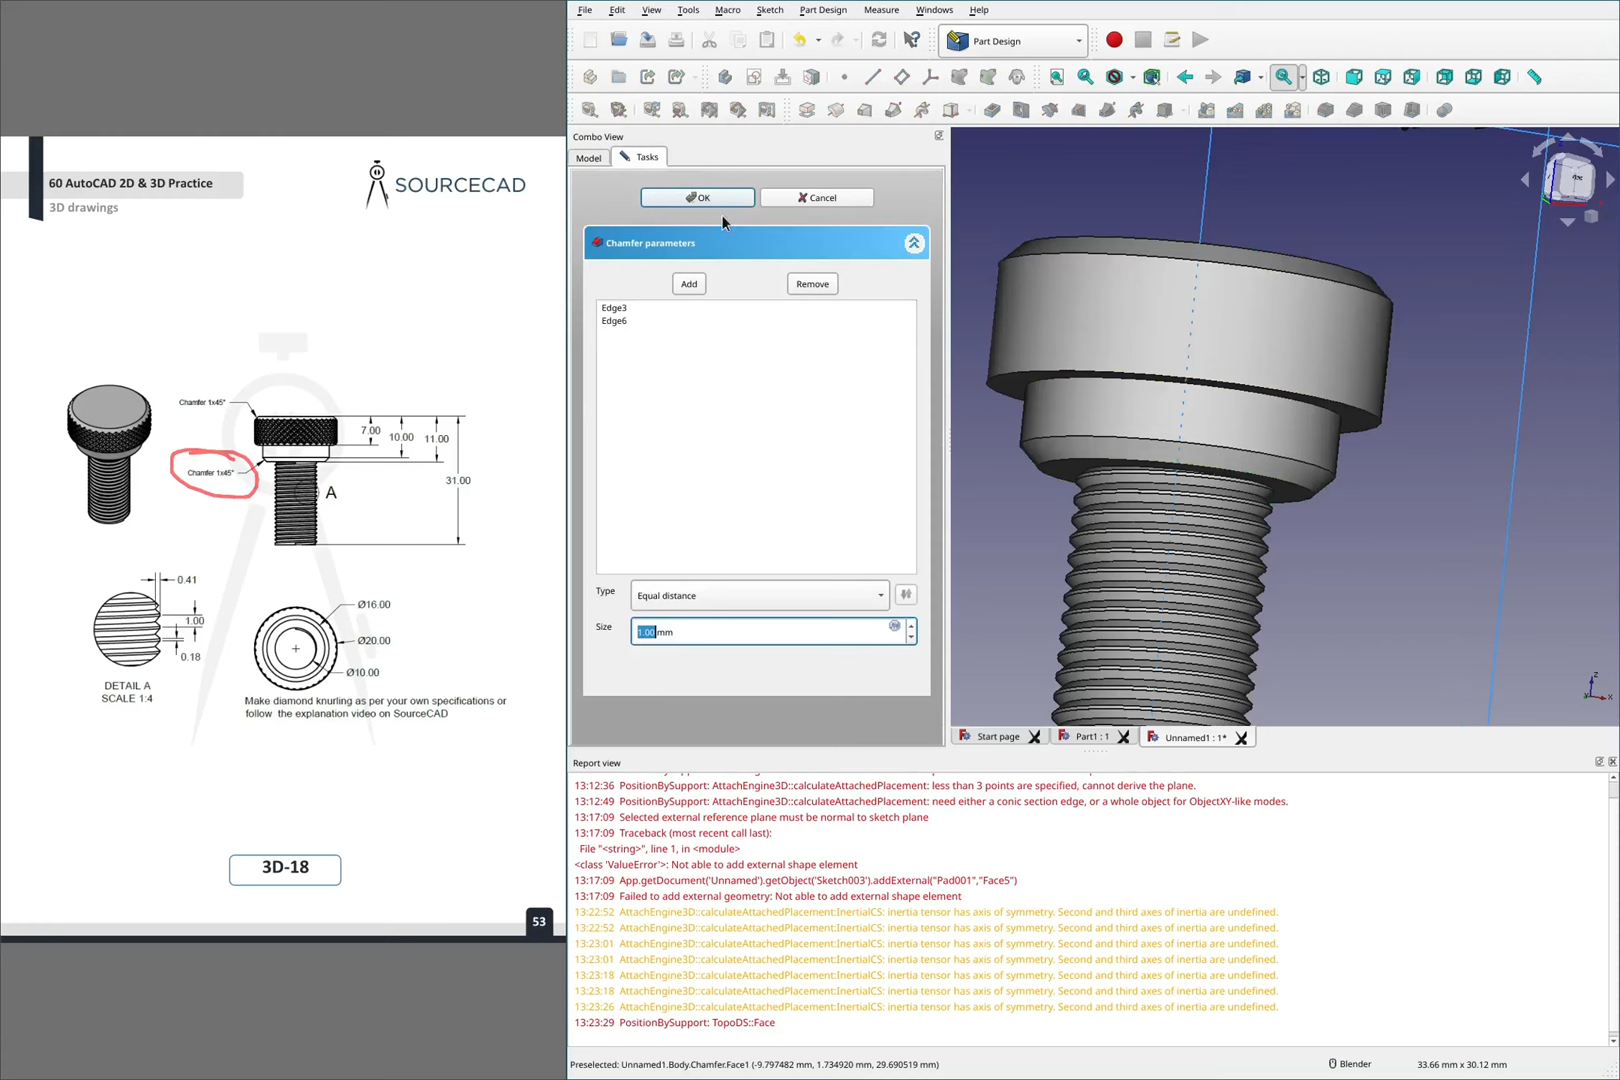 File Edit View Tools Macro Sketch Part Design Measure Windows Help
Part Design
Combo View
Model
Tasks
OK
Cancel
Chamfer parameters
Add
Remove
Edge3
Edge6
Type
Equal distance
Size
1.00 mm
60 AutoCAD 2D & 3D Practice
3D drawings
SOURCECAD
Chamfer 1x45°
7.00
10.00
11.00
Chamfer 1x45°
31.00
A
0.41
1.00
0.18
DETAIL A
SCALE 1:4
Ø16.00
Ø20.00
Ø10.00
Make diamond knurling as per your own specifications or
follow the explanation video on SourceCAD
3D-18
53
Z
X
Start page
Part1 : 1
Unnamed1 : 1*
Report view
13:12:36 PositionBySupport: AttachEngine3D::calculateAttachedPlacement: less than 3 points are specified, cannot derive the plane.
13:12:49 PositionBySupport: AttachEngine3D::calculateAttachedPlacement: need either a conic section edge, or a whole object for ObjectXY-like modes.
13:17:09 Selected external reference plane must be normal to sketch plane
13:17:09 Traceback (most recent call last):
File "<string>", line 1, in <module>
<class 'ValueError'>: Not able to add external shape element
13:17:09 App.getDocument('Unnamed').getObject('Sketch003').addExternal("Pad001","Face5")
13:17:09 Failed to add external geometry: Not able to add external shape element
13:22:52 AttachEngine3D::calculateAttachedPlacement:InertialCS: inertia tensor has axis of symmetry. Second and third axes of inertia are undefined.
13:22:52 AttachEngine3D::calculateAttachedPlacement:InertialCS: inertia tensor has axis of symmetry. Second and third axes of inertia are undefined.
13:23:01 AttachEngine3D::calculateAttachedPlacement:InertialCS: inertia tensor has axis of symmetry. Second and third axes of inertia are undefined.
13:23:01 AttachEngine3D::calculateAttachedPlacement:InertialCS: inertia tensor has axis of symmetry. Second and third axes of inertia are undefined.
13:23:18 AttachEngine3D::calculateAttachedPlacement:InertialCS: inertia tensor has axis of symmetry. Second and third axes of inertia are undefined.
13:23:18 AttachEngine3D::calculateAttachedPlacement:InertialCS: inertia tensor has axis of symmetry. Second and third axes of inertia are undefined.
13:23:26 AttachEngine3D::calculateAttachedPlacement:InertialCS: inertia tensor has axis of symmetry. Second and third axes of inertia are undefined.
13:23:29 PositionBySupport: TopoDS::Face
Preselected: Unnamed1.Body.Chamfer.Face1 (-9.797482 mm, 1.734920 mm, 29.690519 mm)
Blender
33.66 mm x 30.12 mm